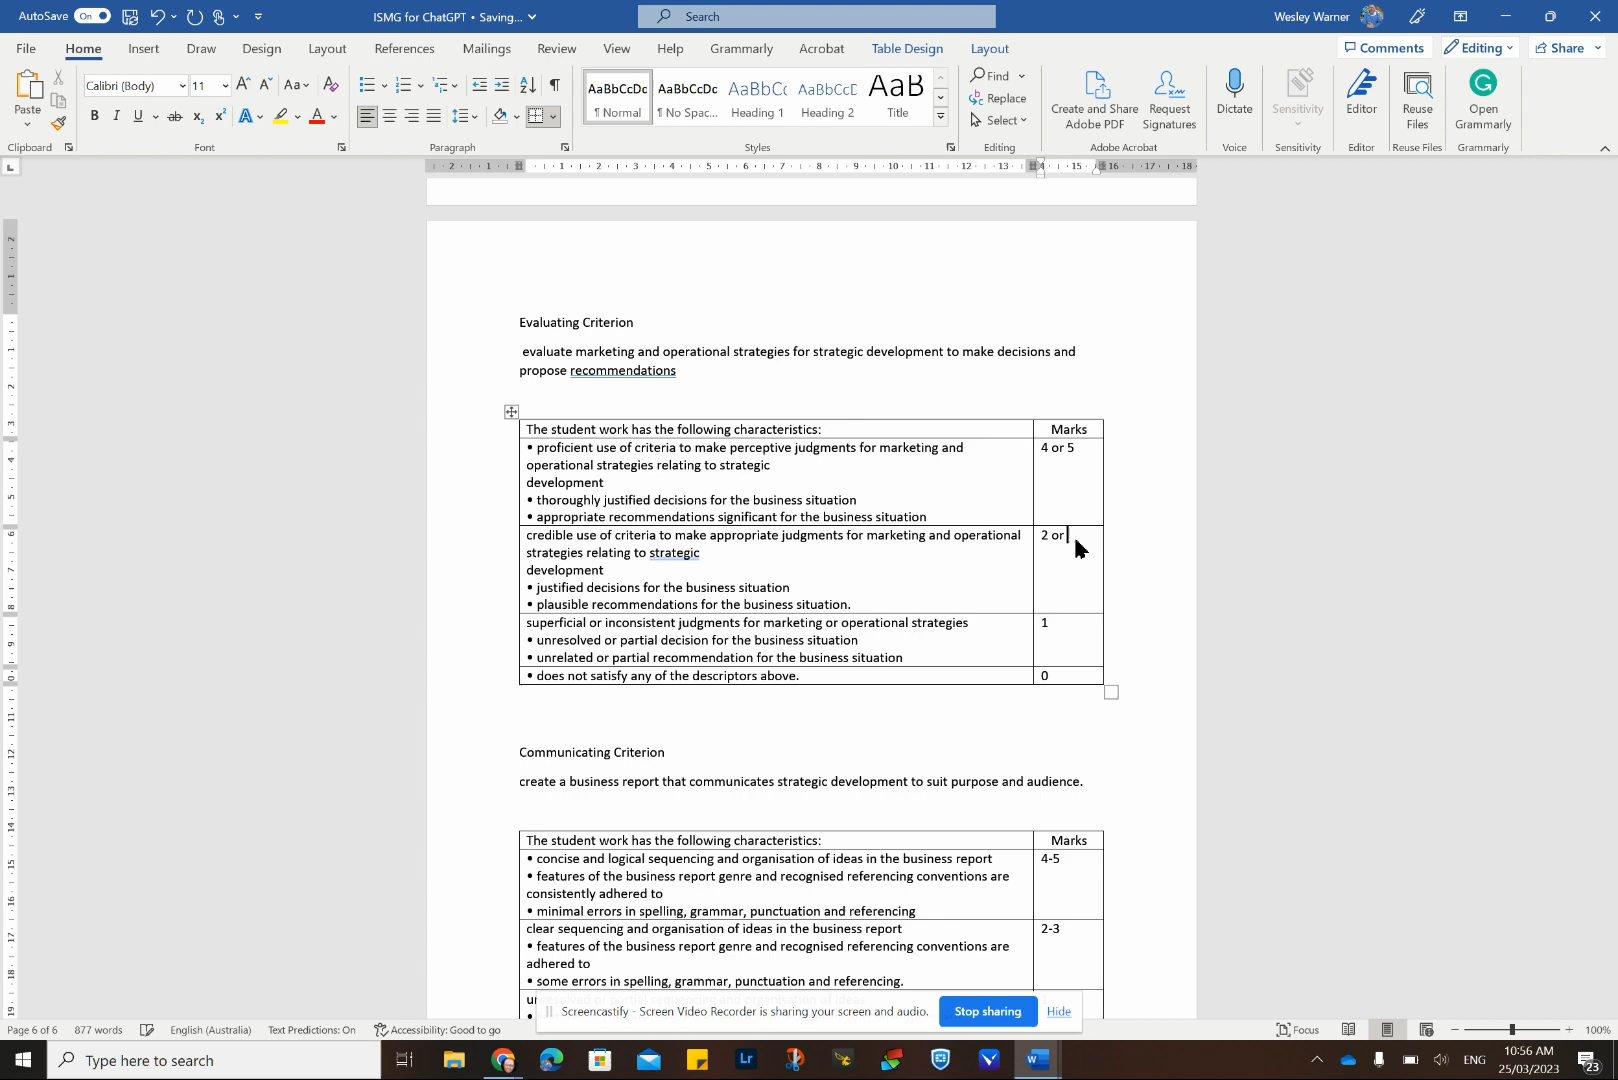 AutoSave On
ISMG for ChatGPT • Saving...
Search
Wesley Warner
File Home Insert Draw Design Layout References Mailings Review View Help Grammarly Acrobat Table Design Layout
Comments Editing Share
Paste
Clipboard
Calibri (Body) 11
Font
Paragraph
AaBbCcDc AaBbCcDc AaBbCc AaBbCcD AaB
¶ Normal ¶ No Spac... Heading 1 Heading 2 Title
Styles
Find
Replace
Select
Editing
Create and Share Adobe PDF
Request Signatures
Adobe Acrobat
Dictate
Voice
Sensitivity
Sensitivity
Editor
Editor
Reuse Files
Reuse Files
Open Grammarly
Grammarly
Evaluating Criterion
evaluate marketing and operational strategies for strategic development to make decisions and
propose recommendations
The student work has the following characteristics: Marks
• proficient use of criteria to make perceptive judgments for marketing and 4 or 5
operational strategies relating to strategic
development
• thoroughly justified decisions for the business situation
• appropriate recommendations significant for the business situation
credible use of criteria to make appropriate judgments for marketing and operational 2 or
strategies relating to strategic
development
• justified decisions for the business situation
• plausible recommendations for the business situation.
superficial or inconsistent judgments for marketing or operational strategies 1
• unresolved or partial decision for the business situation
• unrelated or partial recommendation for the business situation
• does not satisfy any of the descriptors above. 0
Communicating Criterion
create a business report that communicates strategic development to suit purpose and audience.
The student work has the following characteristics: Marks
• concise and logical sequencing and organisation of ideas in the business report 4-5
• features of the business report genre and recognised referencing conventions are
consistently adhered to
• minimal errors in spelling, grammar, punctuation and referencing
clear sequencing and organisation of ideas in the business report 2-3
• features of the business report genre and recognised referencing conventions are
adhered to
• some errors in spelling, grammar, punctuation and referencing.
Screencastify - Screen Video Recorder is sharing your screen and audio. Stop sharing Hide
Page 6 of 6 877 words English (Australia) Text Predictions: On Accessibility: Good to go Focus 100%
Type here to search
ENG
10:56 AM
25/03/2023
23